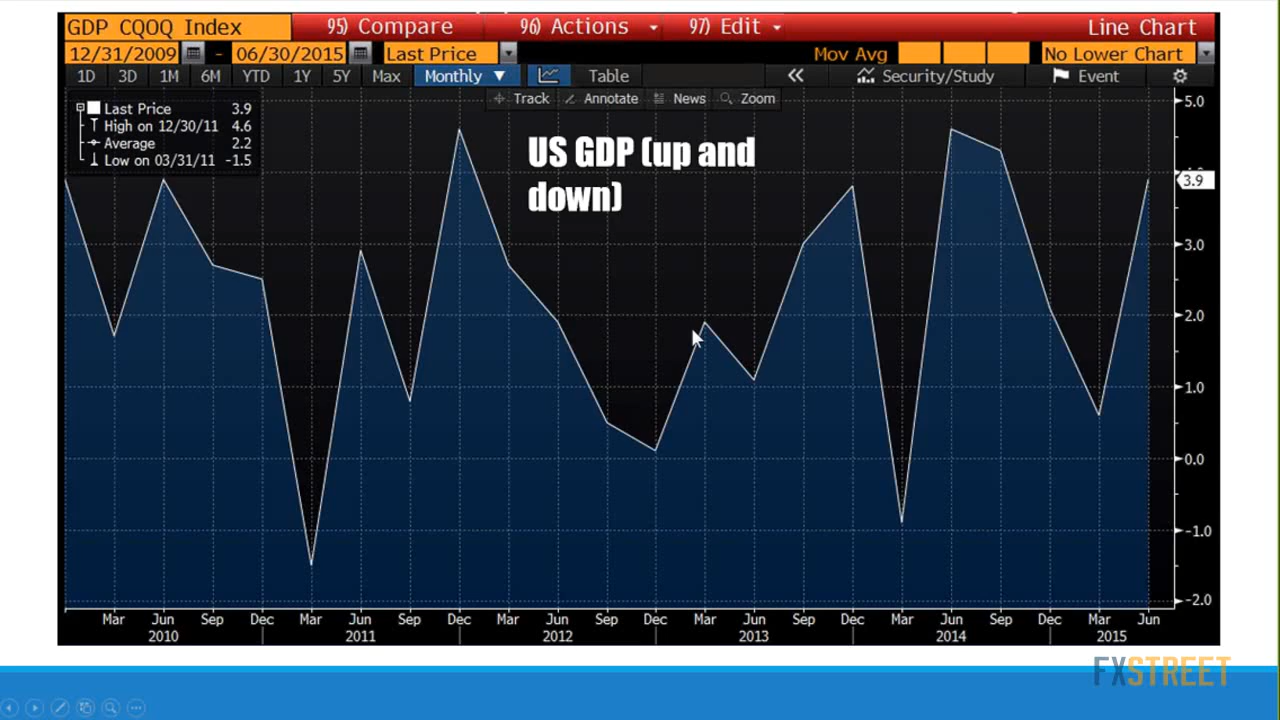 GDP CQOQ Index 95) Compare 96) Actions 97) Edit Line Chart
12/31/2009 - 06/30/2015 Last Price Mov Avg No Lower Chart
1D 3D 1M 6M YTD 1Y 5Y Max Monthly ▼ Table « Security/Study Event
Track Annotate News Zoom
Last Price 3.9
High on 12/30/11 4.6
Average 2.2
Low on 03/31/11 -1.5
US GDP (up and
down)
5.0
3.9
3.0
2.0
1.0
0.0
-1.0
-2.0
Mar Jun Sep Dec Mar Jun Sep Dec Mar Jun Sep Dec Mar Jun Sep Dec Mar Jun Sep Dec Mar Jun
2010 2011 2012 2013 2014 2015
FXSTREET